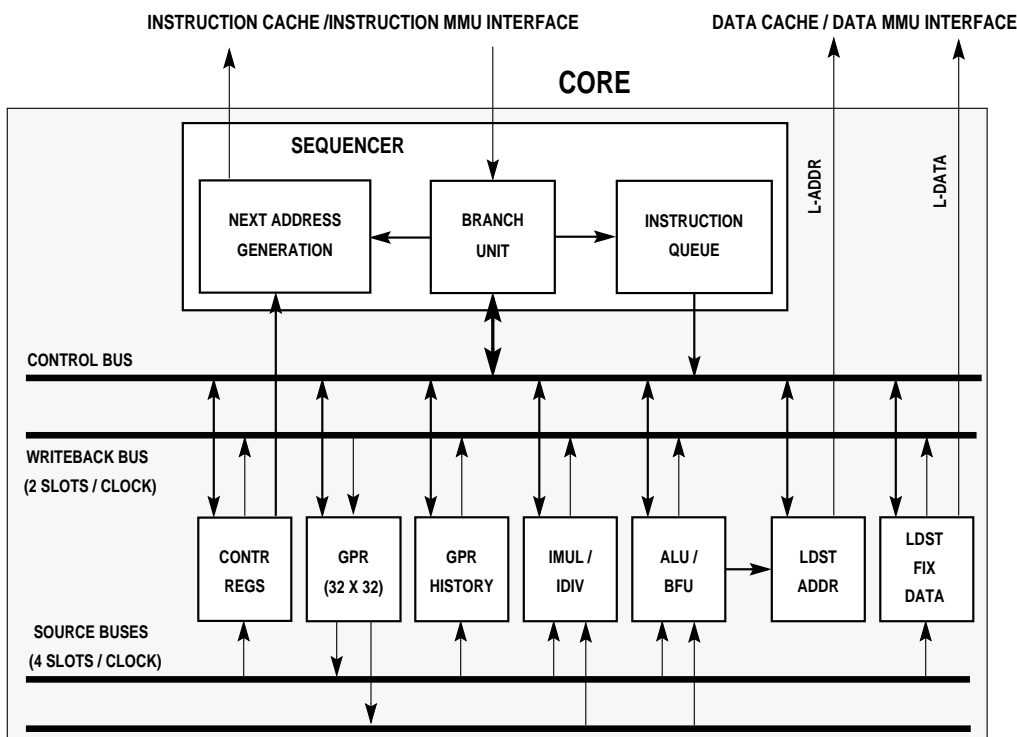 INSTRUCTION CACHE /INSTRUCTION MMU INTERFACE
DATA CACHE / DATA MMU INTERFACE
CORE
SEQUENCER
L-ADDR
L-DATA
NEXT ADDRESS
GENERATION
BRANCH
UNIT
INSTRUCTION
QUEUE
CONTROL BUS
WRITEBACK BUS
(2 SLOTS / CLOCK)
CONTR
REGS
GPR
(32 X 32)
GPR
HISTORY
IMUL /
IDIV
ALU /
BFU
LDST
ADDR
LDST
FIX
DATA
SOURCE BUSES
(4 SLOTS / CLOCK)